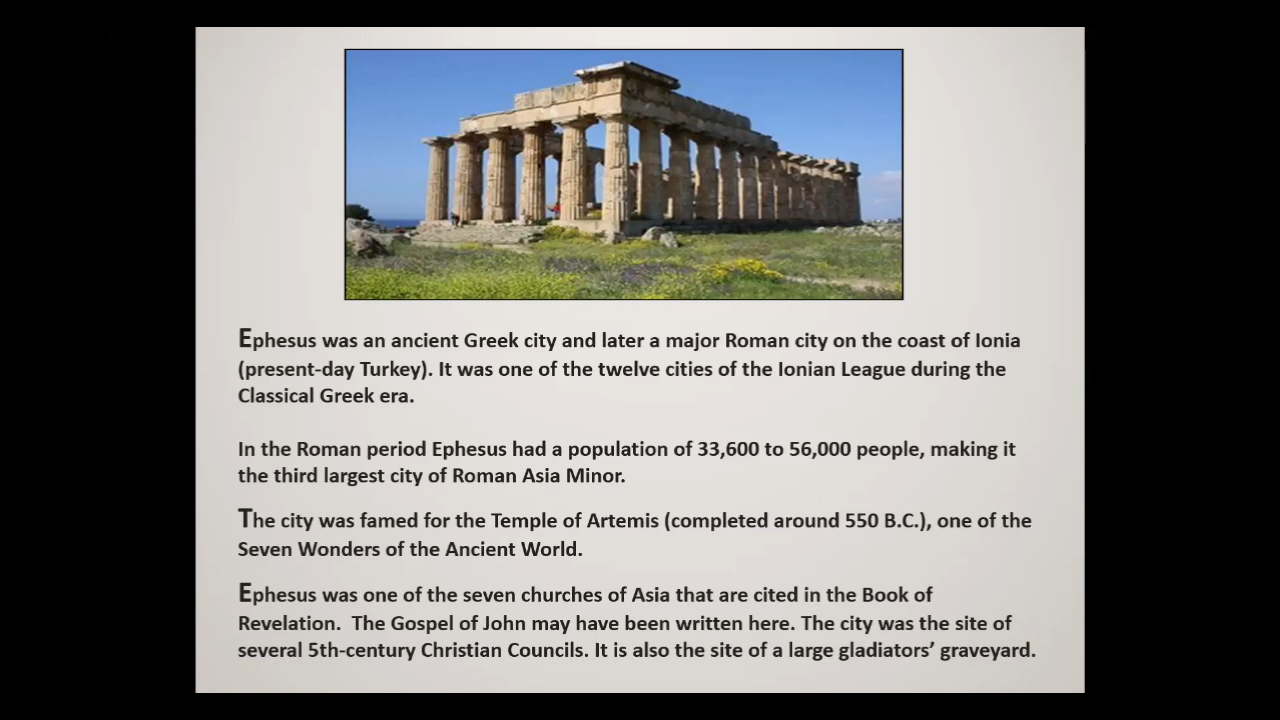 Ephesus was an ancient Greek city and later a major Roman city on the coast of Ionia
(present-day Turkey). It was one of the twelve cities of the Ionian League during the
Classical Greek era.
In the Roman period Ephesus had a population of 33,600 to 56,000 people, making it
the third largest city of Roman Asia Minor.
The city was famed for the Temple of Artemis (completed around 550 B.C.), one of the
Seven Wonders of the Ancient World.
Ephesus was one of the seven churches of Asia that are cited in the Book of
Revelation.  The Gospel of John may have been written here. The city was the site of
several 5th-century Christian Councils. It is also the site of a large gladiators’ graveyard.